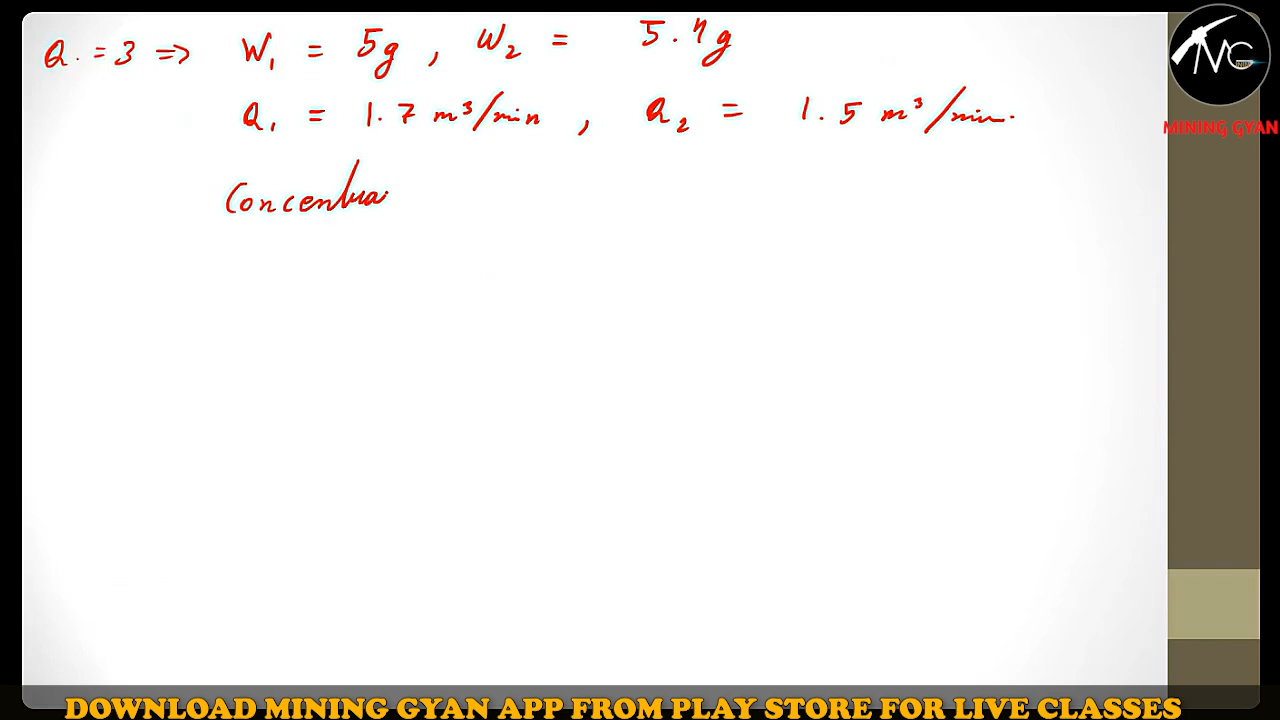 Q. = 3 => W₁ = 5g , W₂ = 5.4g
Q₁ = 1.7 m³/min , Q₂ = 1.5 m³/min.
Concentra
MG
MINING GYAN
DOWNLOAD MINING GYAN APP FROM PLAY STORE FOR LIVE CLASSES